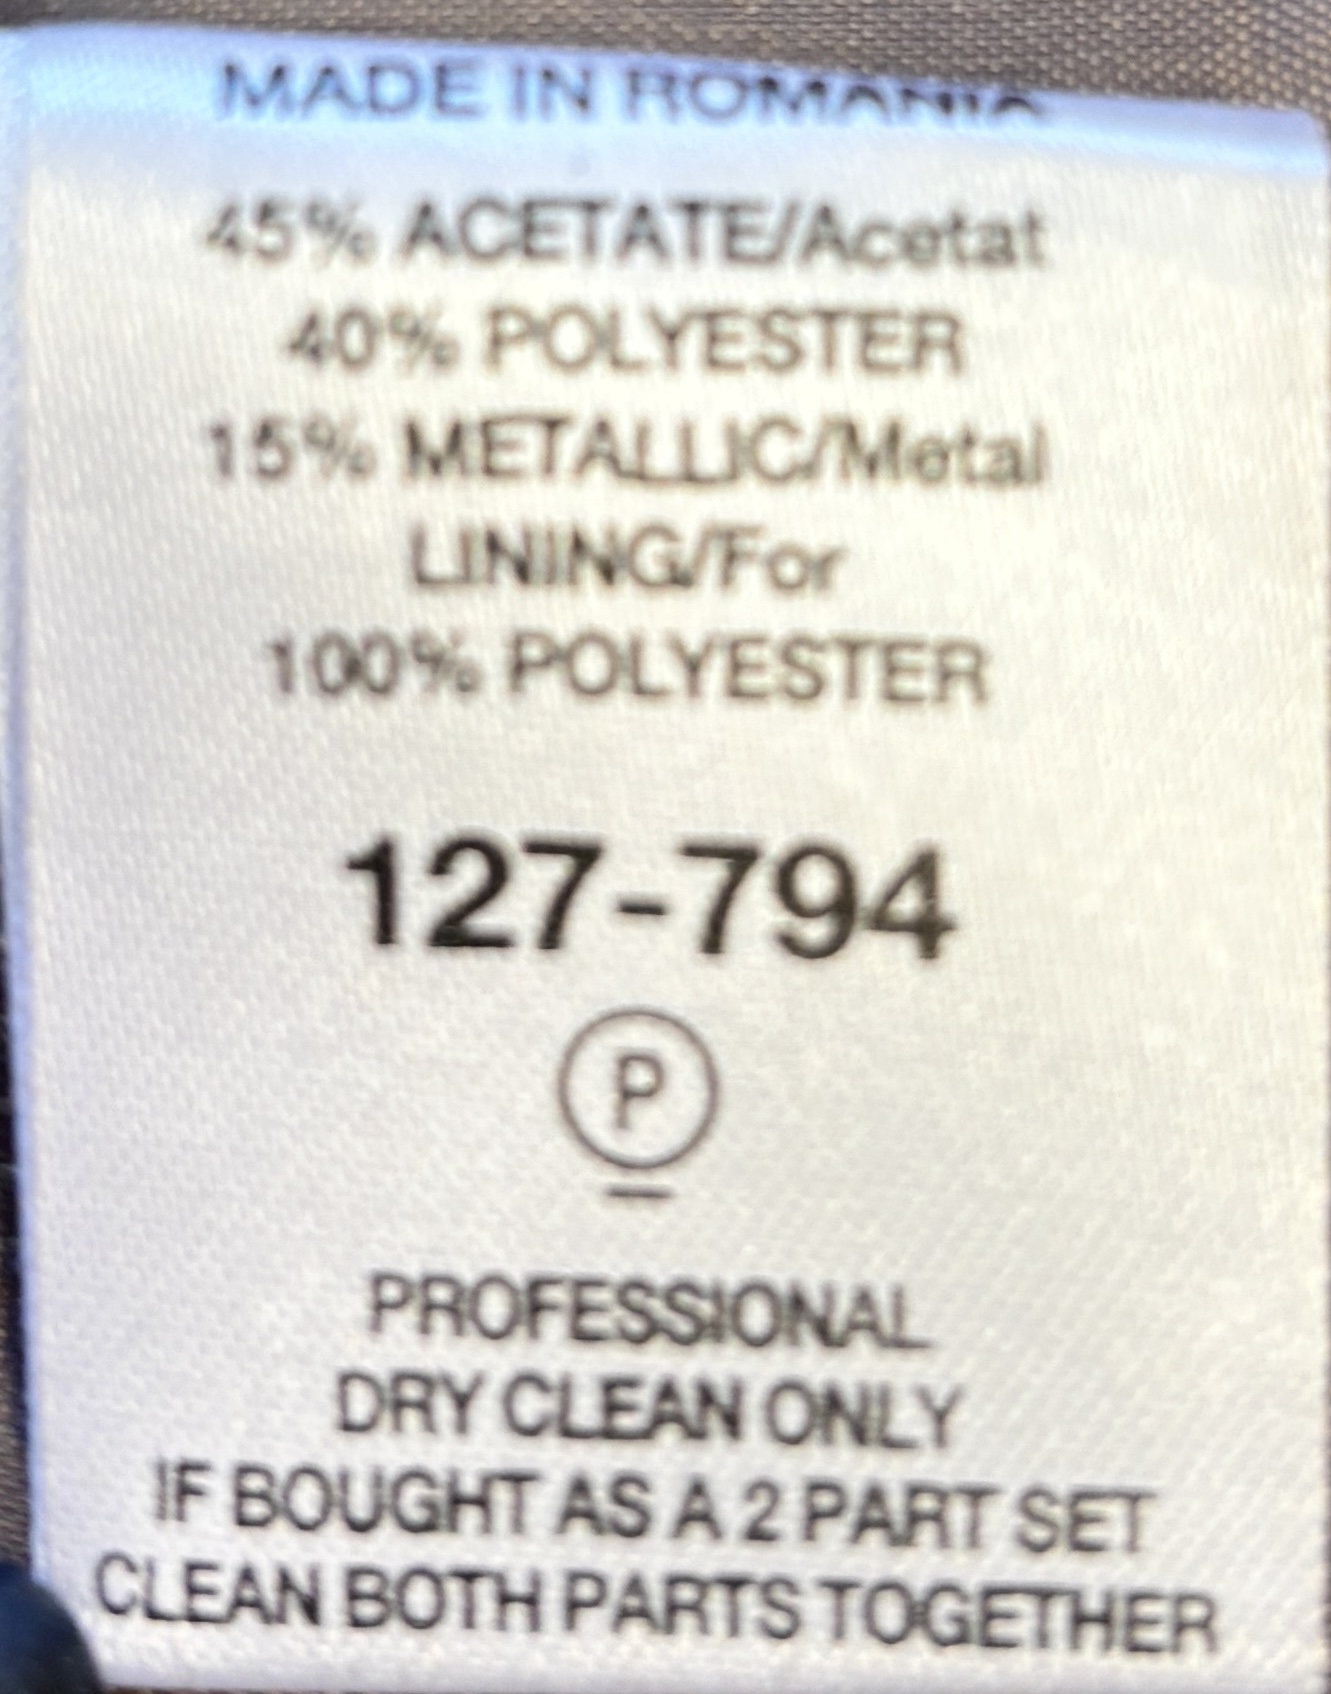 MADE IN ROMANIA
45% ACETATE/Acetat
40% POLYESTER
15% METALLIC/Metal
LINING/For
100% POLYESTER
127-794
P
PROFESSIONAL
DRY CLEAN ONLY
IF BOUGHT AS A 2 PART SET
CLEAN BOTH PARTS TOGETHER